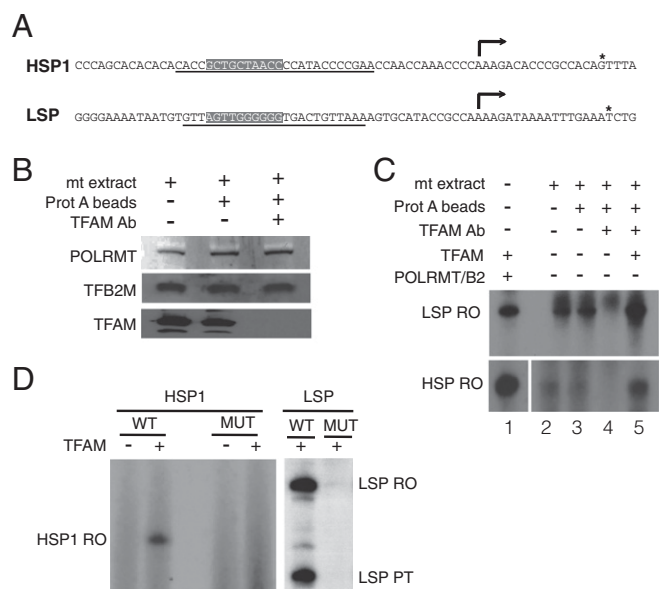 A
HSP1 CCCAGCACACACACACCGCTGCTAACCCCATACCCCGAACCAACCAAACCCCAAAGACACCCGCCACAGTTTA
*
LSP GGGGAAAATAATGTGTTAGTTGGGGGGTGACTGTTAAAAGTGCATACCGCCAAAAGATAAAATTTGAAATCTG
*
B
mt extract + + +
Prot A beads - + +
TFAM Ab - - +
POLRMT
TFB2M
TFAM
C
mt extract - + + + +
Prot A beads - - + + +
TFAM Ab - - - + +
TFAM + - - - +
POLRMT/B2 + - - - -
LSP RO
HSP RO
1 2 3 4 5
D
HSP1 LSP
WT MUT WT MUT
TFAM - + - + + +
HSP1 RO
LSP RO
LSP PT